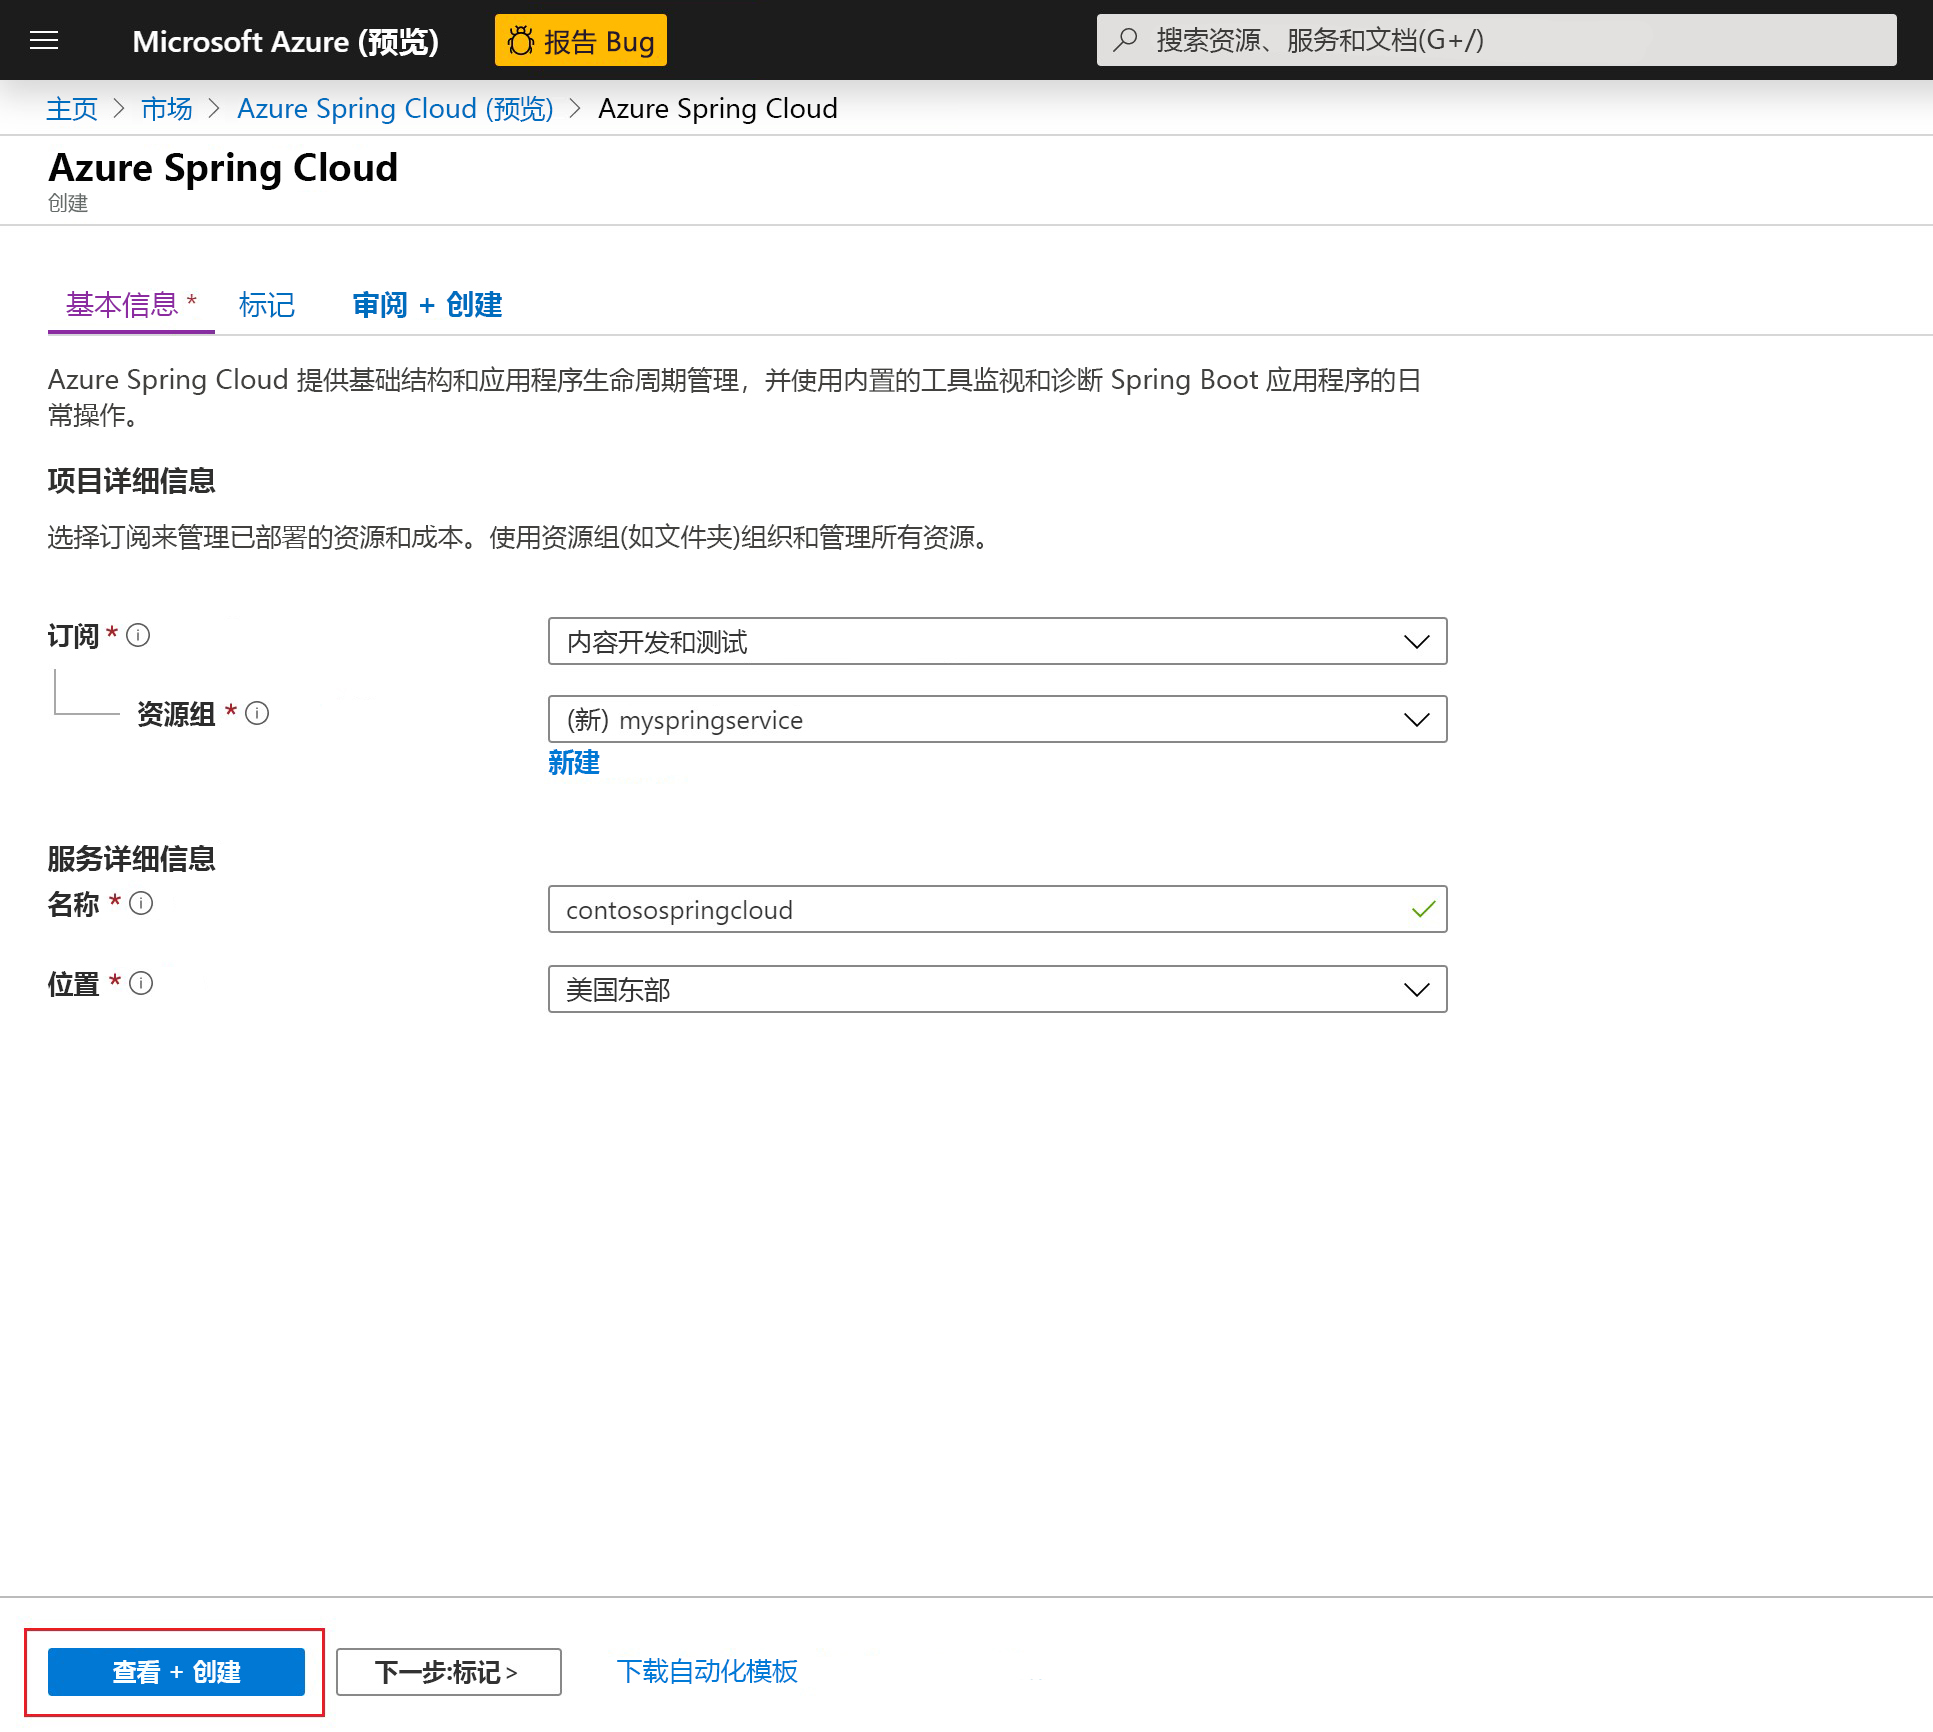 Microsoft Azure (预览)
报告 Bug
搜索资源、服务和文档(G+/)
主页 > 市场 > Azure Spring Cloud (预览) > Azure Spring Cloud
Azure Spring Cloud
创建
基本信息 * 标记 审阅 + 创建
Azure Spring Cloud 提供基础结构和应用程序生命周期管理，并使用内置的工具监视和诊断 Spring Boot 应用程序的日
常操作。
项目详细信息
选择订阅来管理已部署的资源和成本。使用资源组(如文件夹)组织和管理所有资源。
订阅 *
内容开发和测试
资源组 *
(新) myspringservice
新建
服务详细信息
名称 *
contosospringcloud
位置 *
美国东部
查看 + 创建
下一步:标记 >
下载自动化模板